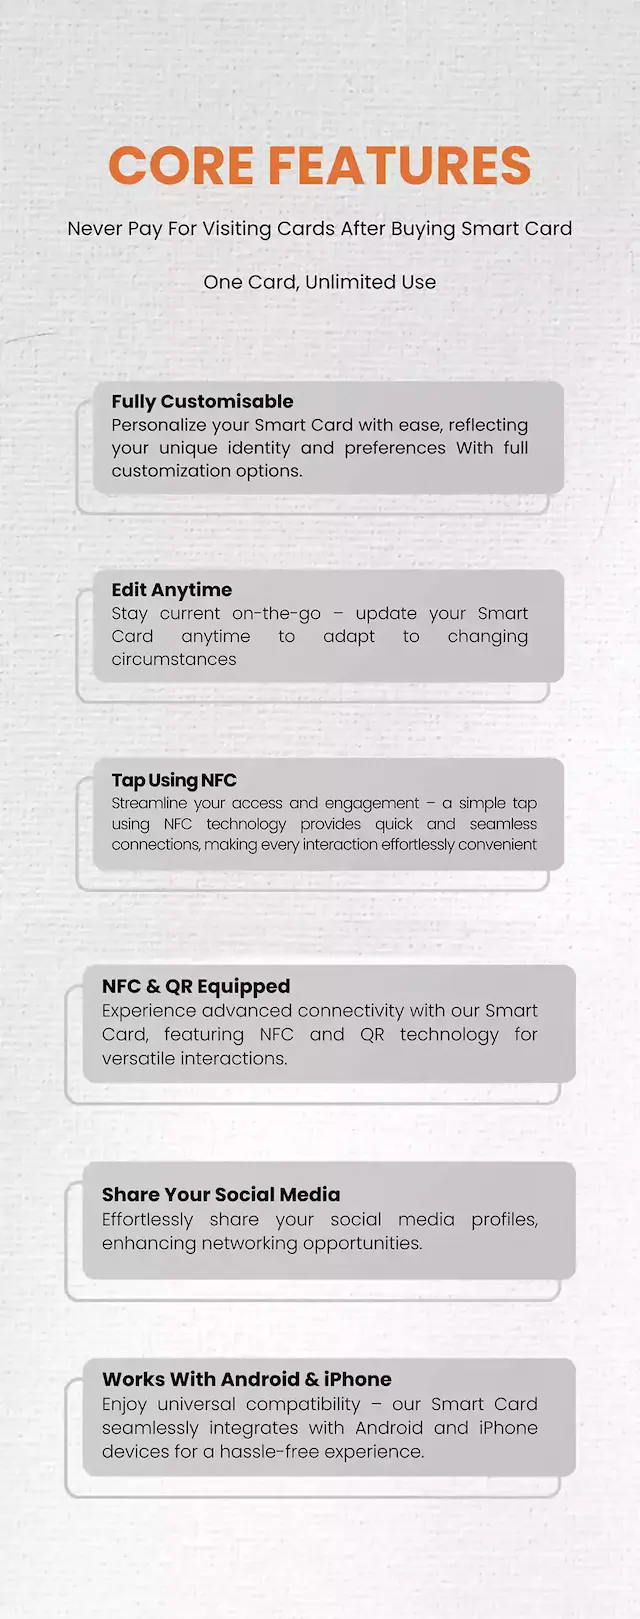 CORE FEATURES
Never Pay For Visiting Cards After Buying Smart Card
One Card, Unlimited Use
Fully Customisable
Personalize your Smart Card with ease, reflecting
your unique identity and preferences With full
customization options.
Edit Anytime
Stay current on-the-go – update your Smart
Card anytime to adapt to changing
circumstances
Tap Using NFC
Streamline your access and engagement – a simple tap
using NFC technology provides quick and seamless
connections, making every interaction effortlessly convenient
NFC & QR Equipped
Experience advanced connectivity with our Smart
Card, featuring NFC and QR technology for
versatile interactions.
Share Your Social Media
Effortlessly share your social media profiles,
enhancing networking opportunities.
Works With Android & iPhone
Enjoy universal compatibility – our Smart Card
seamlessly integrates with Android and iPhone
devices for a hassle-free experience.